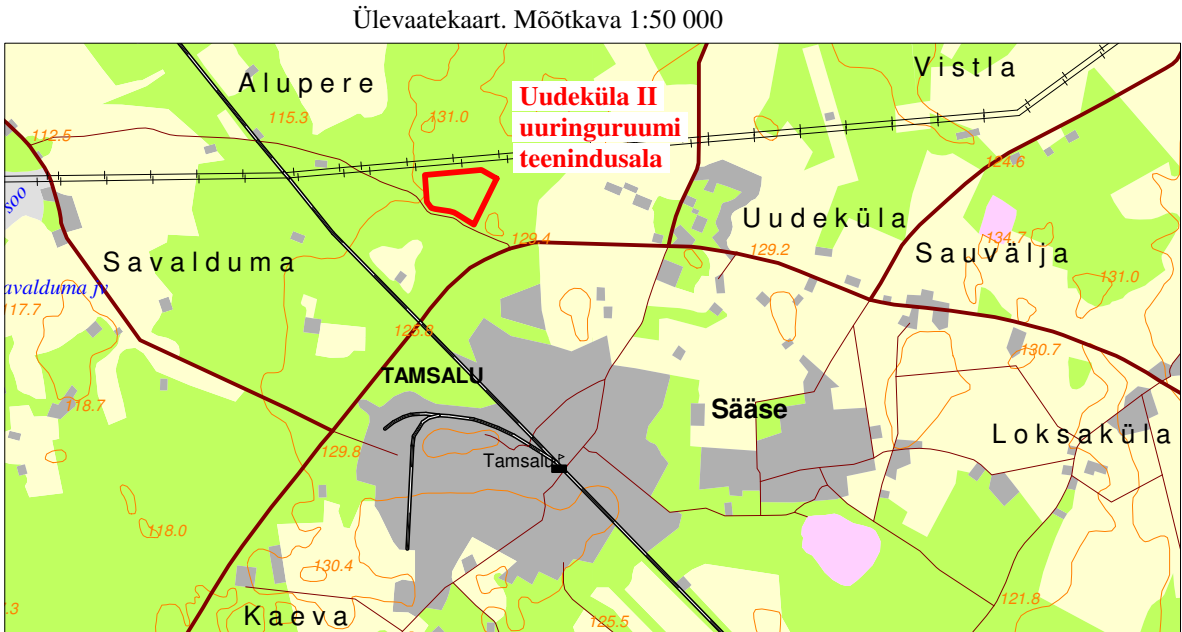 Ülevaatekaart. Mõõtkava 1:50 000
Alupere
Vistla
Uudeküla II
uuringuruumi
teenindusala
115.3
131.0
112.5
124.6
soo
Uudeküla
129.4
129.2
134.7
Sauvälja
Savalduma
131.0
avalduma jv
117.7
125.8
130.7
TAMSALU
118.7
Sääse
Loksaküla
129.8
Tamsalu
118.0
130.4
121.8
.3
Kaeva
125.5